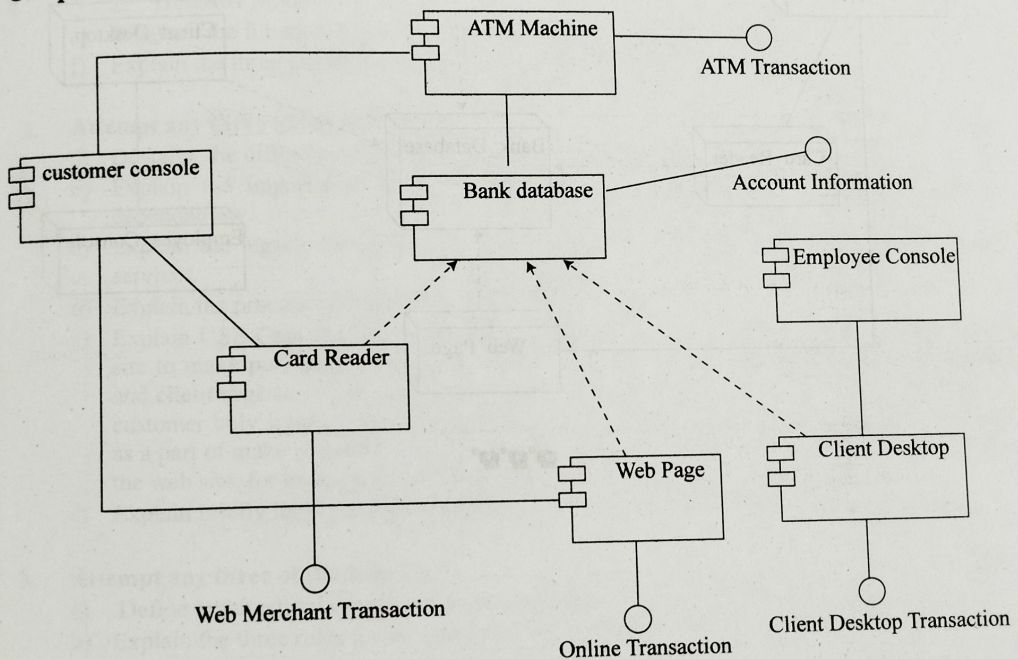 ATM Machine
ATM Transaction
customer console
Bank database
Account Information
Employee Console
Card Reader
Client Desktop
Web Page
Web Merchant Transaction
Client Desktop Transaction
Online Transaction